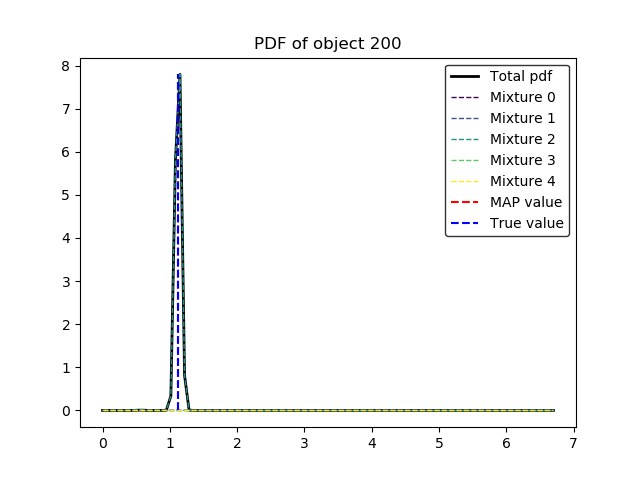 PDF of object 200
8
7
6
5
4
3
2
1
0
Total pdf
Mixture 0
Mixture 1
Mixture 2
Mixture 3
Mixture 4
MAP value
True value
0 1 2 3 4 5 6 7